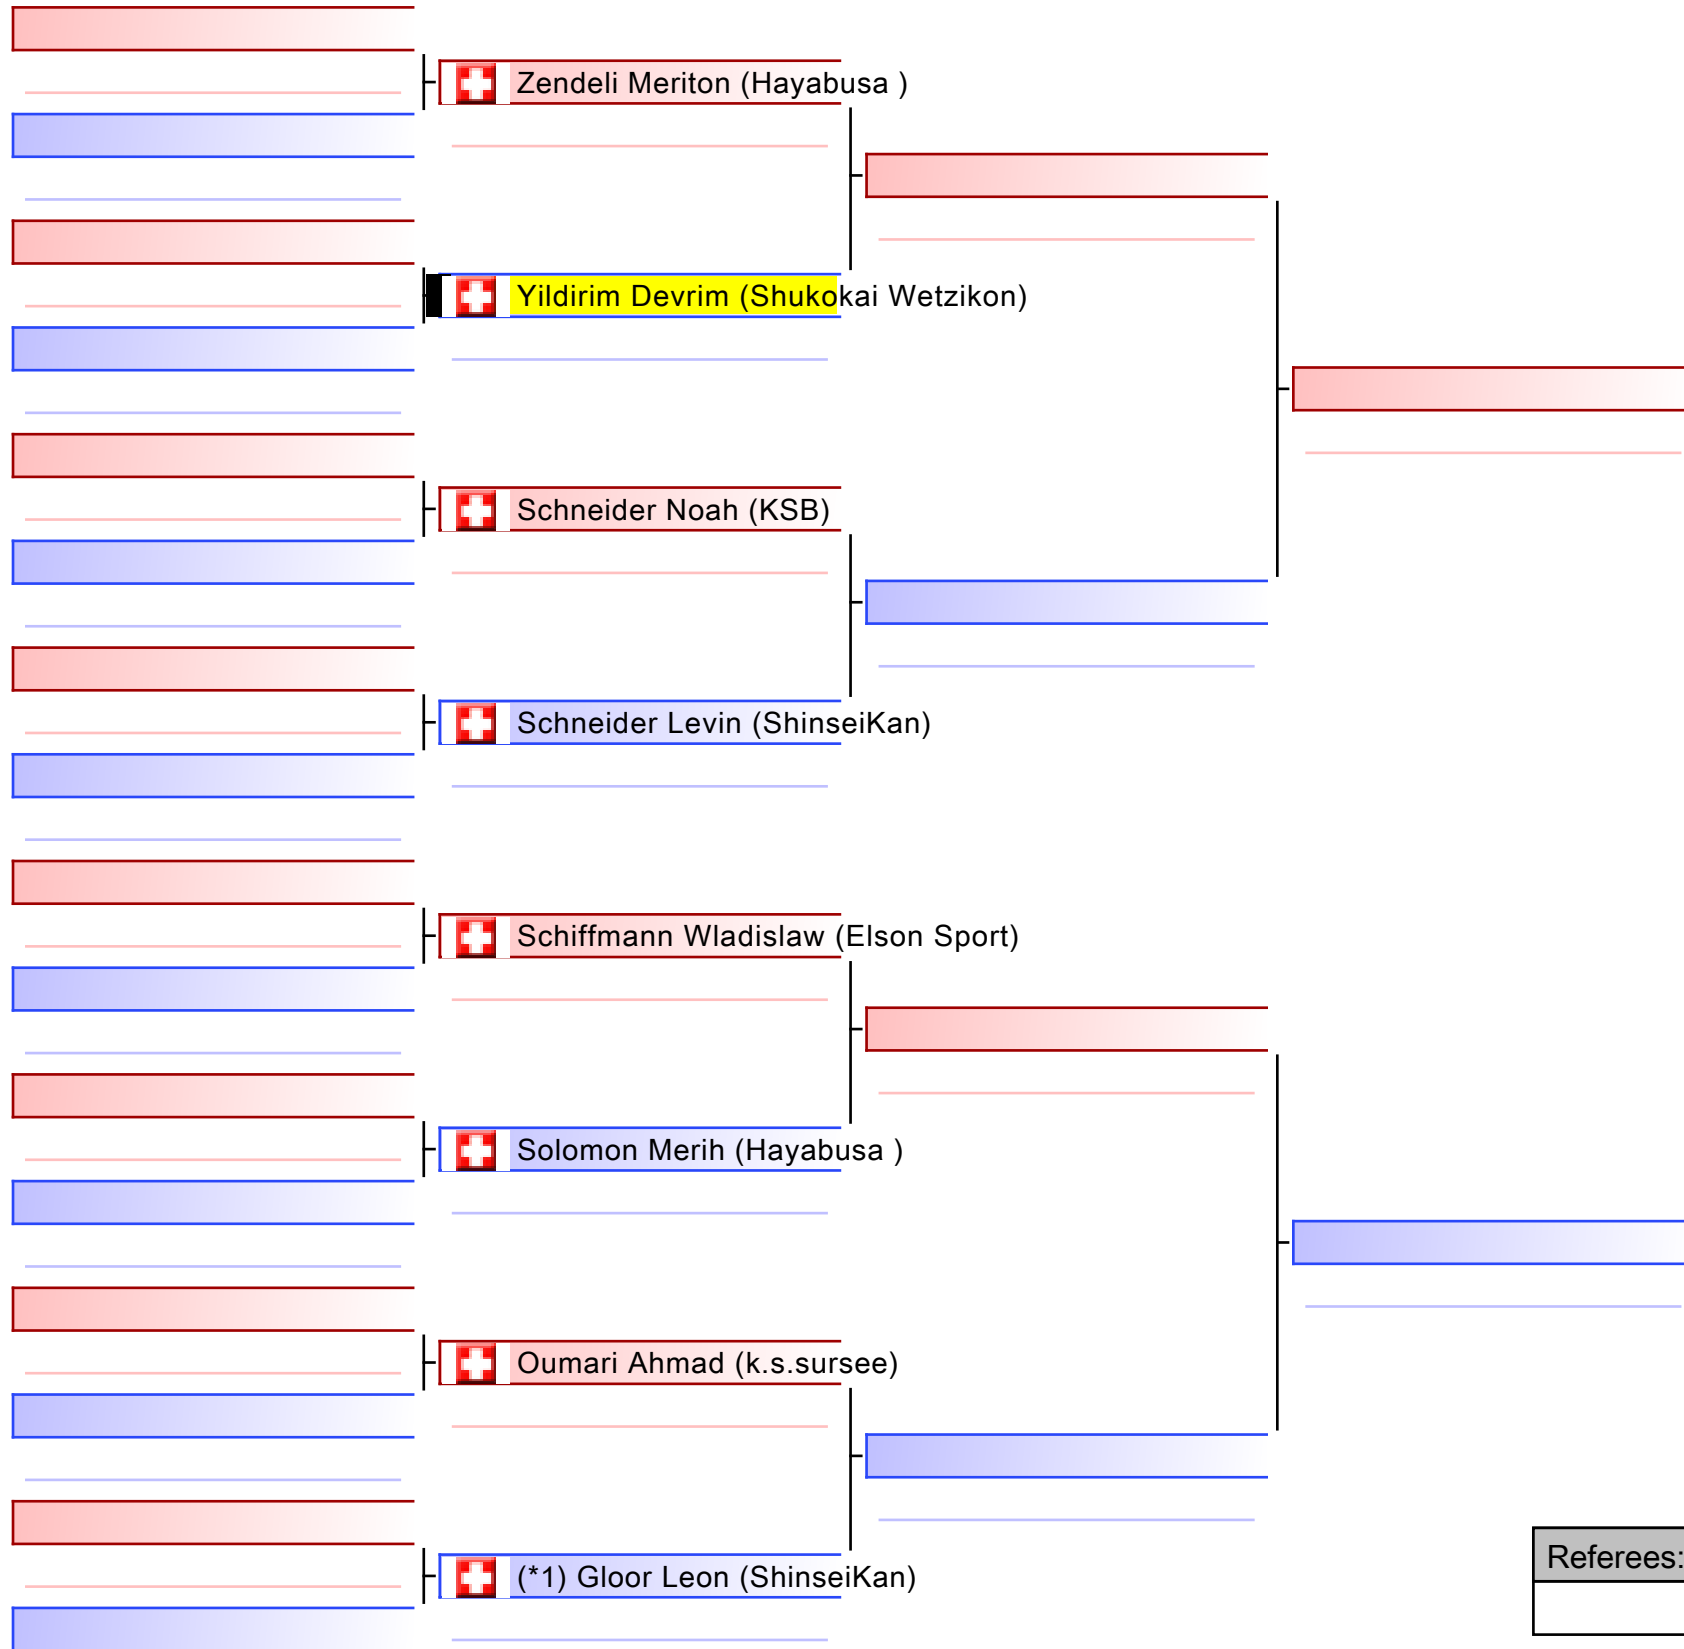 Zendeli Meriton (Hayabusa )
Yildirim Devrim (Shukokai Wetzikon)
Schneider Noah (KSB)
Schneider Levin (ShinseiKan)
Schiffmann Wladislaw (Elson Sport)
Solomon Merih (Hayabusa )
Oumari Ahmad (k.s.sursee)
(*1) Gloor Leon (ShinseiKan)
Referees: